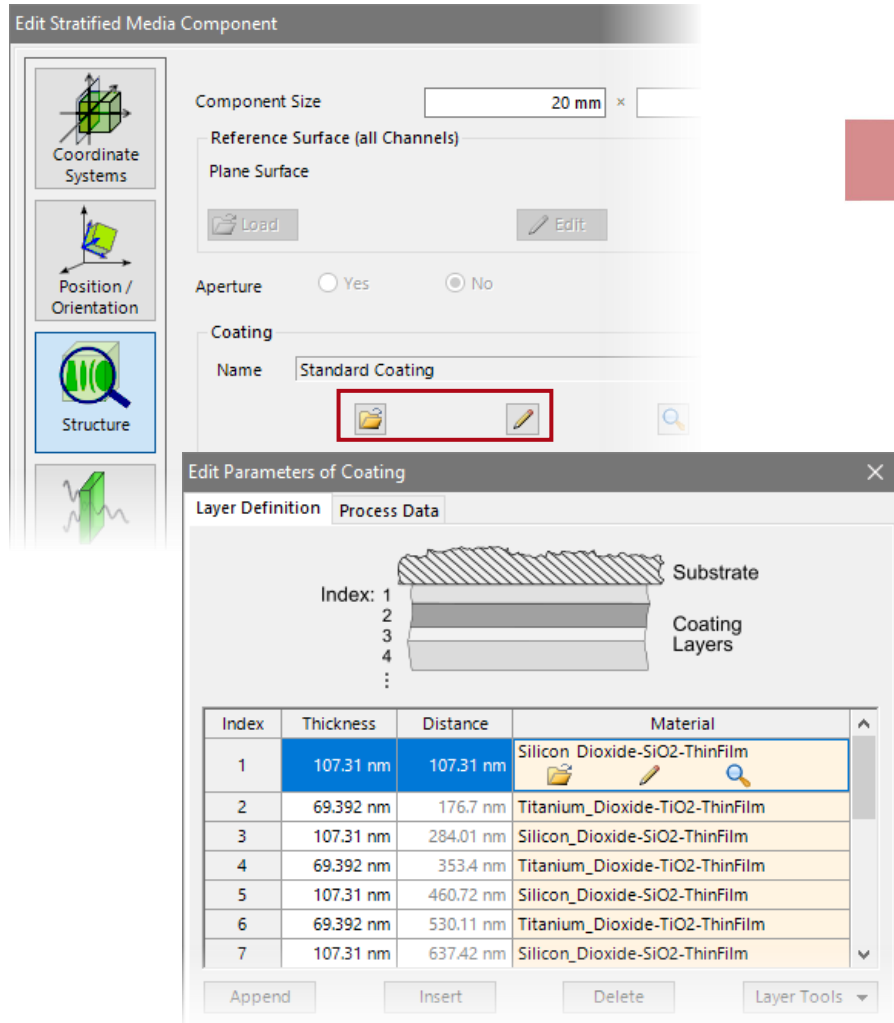 Edit Stratified Media Component
Coordinate
Systems
Position /
Orientation
Structure
Component Size 20 mm ×
Reference Surface (all Channels)
Plane Surface
Load Edit
Aperture Yes No
Coating
Name Standard Coating
Edit Parameters of Coating
Layer Definition Process Data
Substrate
Index: 1
2
3
4
⋮
Coating
Layers
Index Thickness Distance Material
1 107.31 nm 107.31 nm Silicon_Dioxide-SiO2-ThinFilm
2 69.392 nm 176.7 nm Titanium_Dioxide-TiO2-ThinFilm
3 107.31 nm 284.01 nm Silicon_Dioxide-SiO2-ThinFilm
4 69.392 nm 353.4 nm Titanium_Dioxide-TiO2-ThinFilm
5 107.31 nm 460.72 nm Silicon_Dioxide-SiO2-ThinFilm
6 69.392 nm 530.11 nm Titanium_Dioxide-TiO2-ThinFilm
7 107.31 nm 637.42 nm Silicon_Dioxide-SiO2-ThinFilm
Append Insert Delete Layer Tools